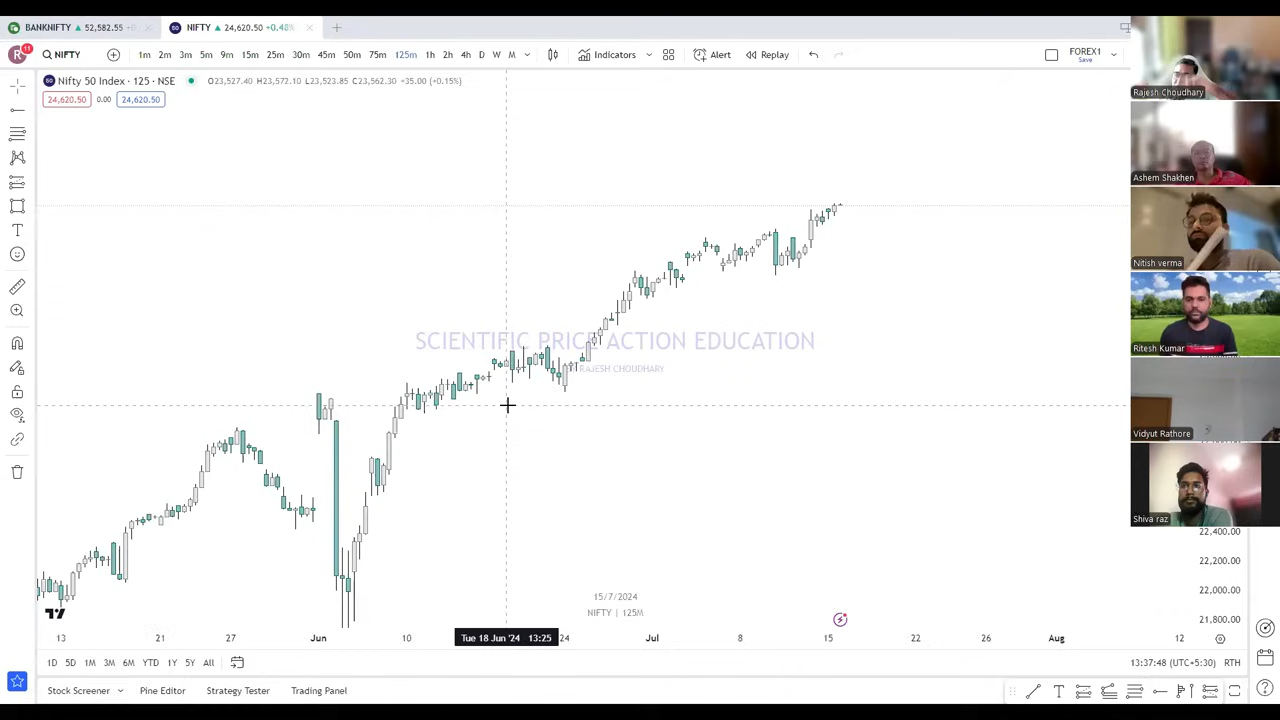 BANKNIFTY ▲ 52,582.55
NIFTY ▲ 24,620.50 +0.48%
R 11 NIFTY 1m 2m 3m 5m 9m 15m 25m 30m 45m 50m 75m 125m 1h 2h 4h D W M Indicators Alert Replay FOREX1
Save
50 Nifty 50 Index · 125 · NSE O23,527.40 H23,572.10 L23,523.85 C23,562.30 +35.00 (+0.15%)
24,620.50 0.00 24,620.50
Rajesh Choudhary
Ashem Shakhen
Nitish verma
Ritesh Kumar
Vidyut Rathore
Shiva raz
SCIENTIFIC PRICE ACTION EDUCATION
RAJESH CHOUDHARY
22,400.00
22,200.00
22,000.00
21,800.00
15/7/2024
NIFTY | 125M
13 21 27 Jun 10 Tue 18 Jun '24 13:25 24 Jul 8 15 22 26 Aug 12
1D 5D 1M 3M 6M YTD 1Y 5Y All 13:37:48 (UTC+5:30) RTH
Stock Screener Pine Editor Strategy Tester Trading Panel